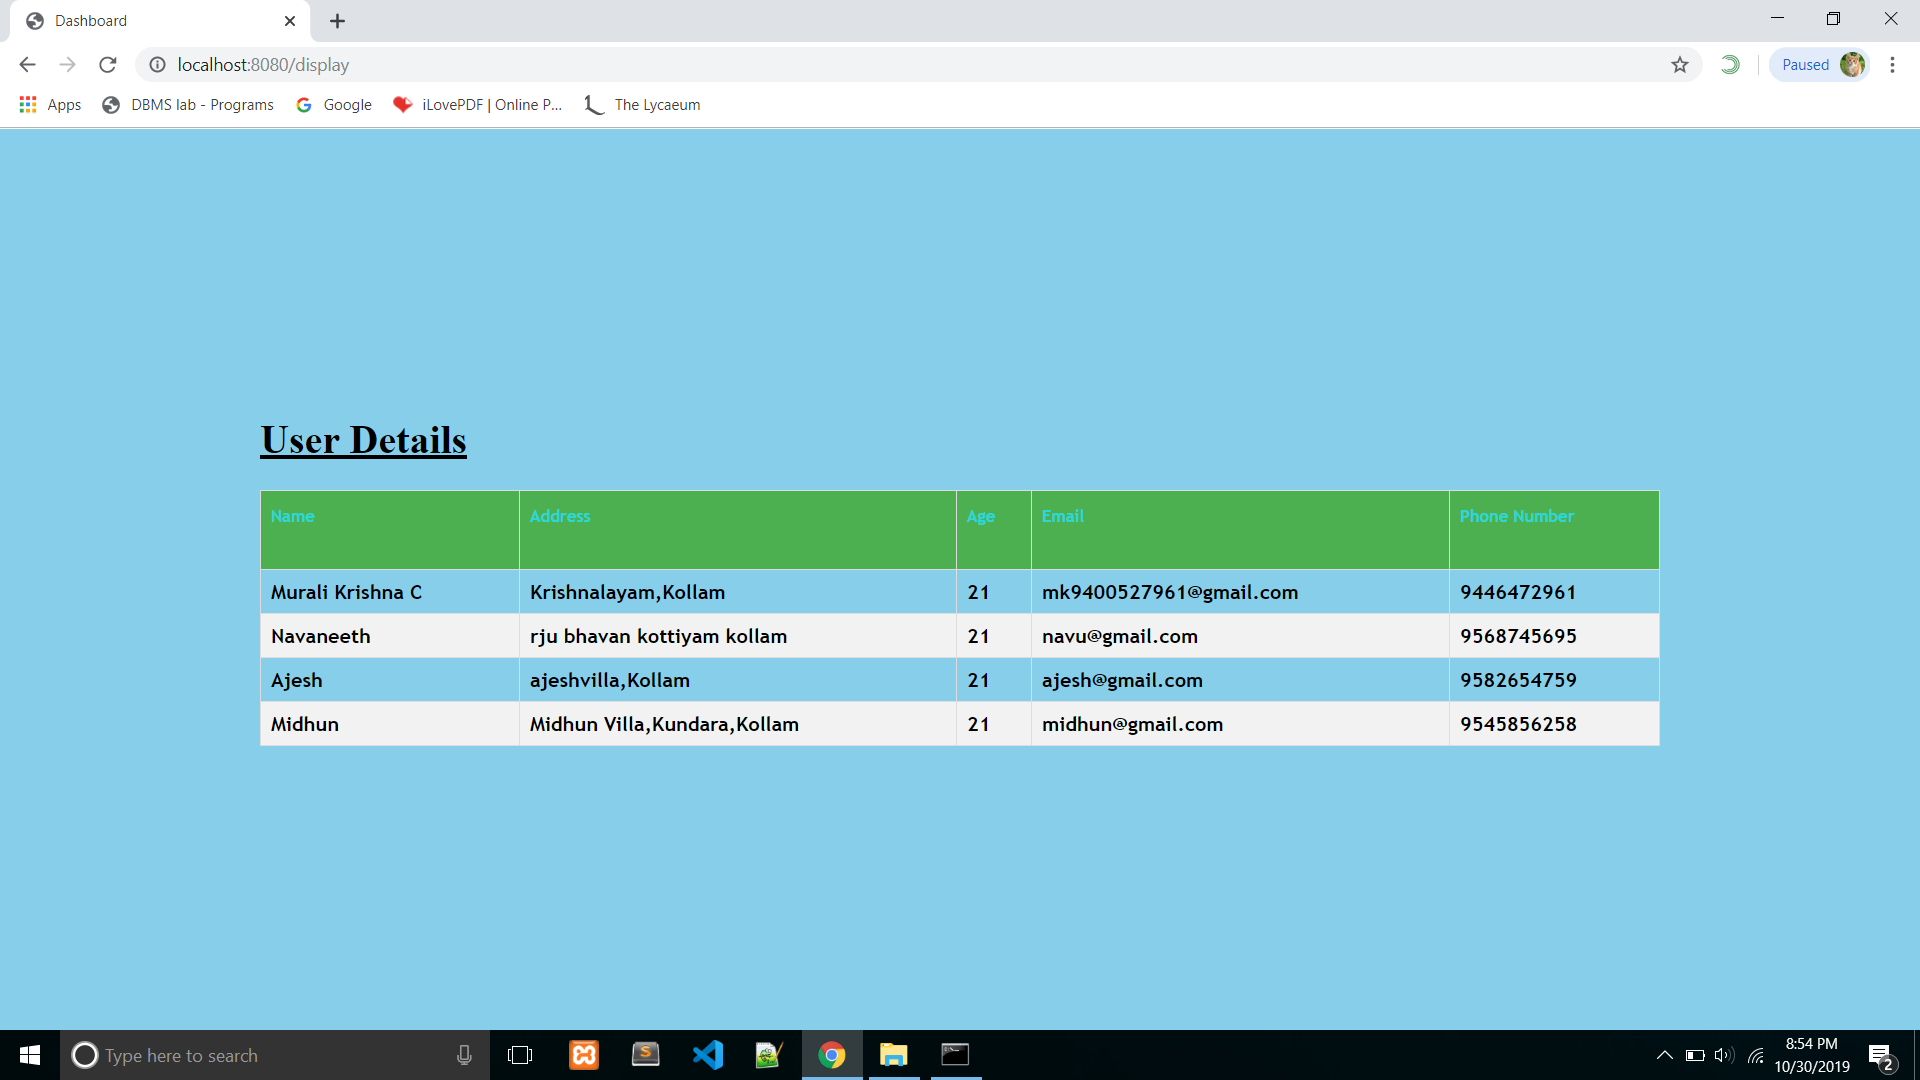 Dashboard
localhost:8080/display
Paused
Apps DBMS lab - Programs Google iLovePDF | Online P... The Lycaeum
User Details
Name Address Age Email Phone Number
Murali Krishna C Krishnalayam,Kollam 21 mk9400527961@gmail.com 9446472961
Navaneeth rju bhavan kottiyam kollam 21 navu@gmail.com 9568745695
Ajesh ajeshvilla,Kollam 21 ajesh@gmail.com 9582654759
Midhun Midhun Villa,Kundara,Kollam 21 midhun@gmail.com 9545856258
Type here to search
8:54 PM
10/30/2019
2